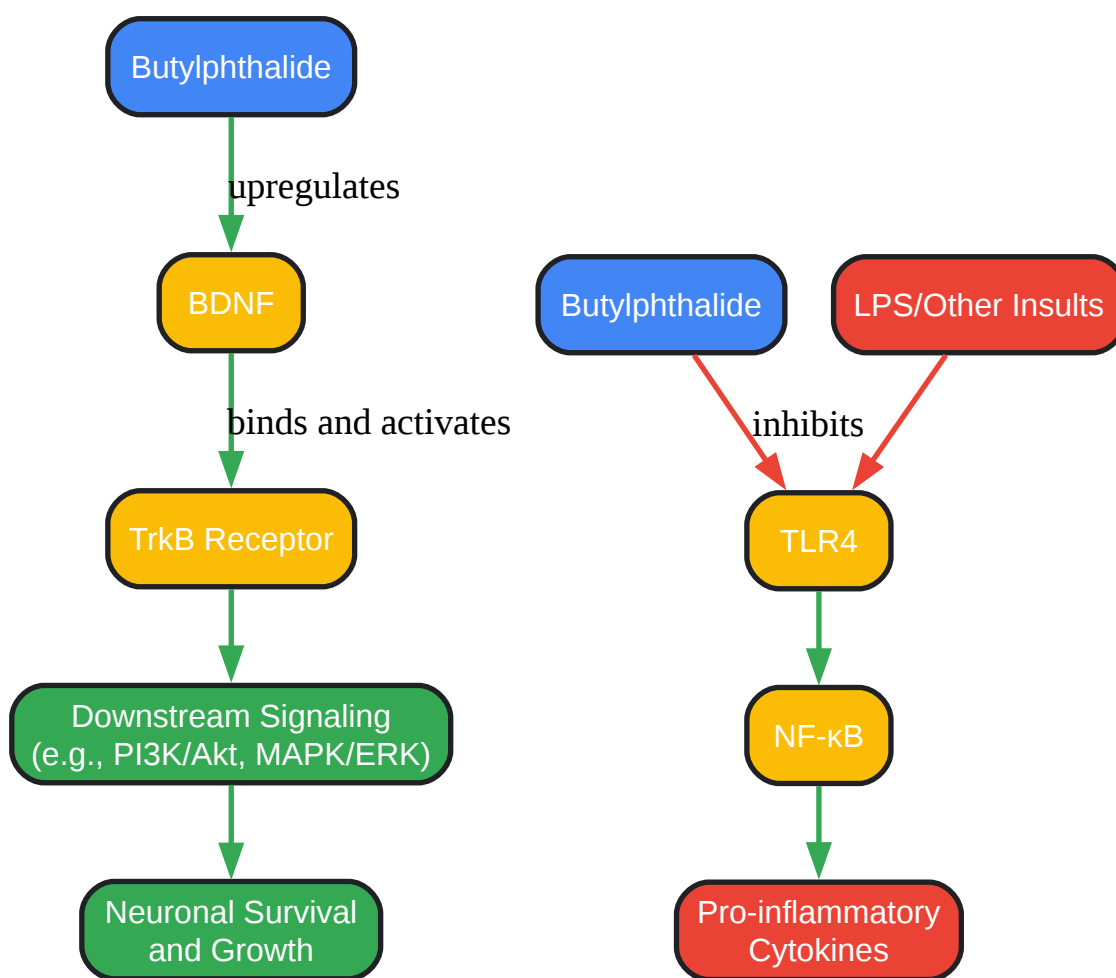 Butylphthalide
upregulates
BDNF
binds and activates
TrkB Receptor
Downstream Signaling
(e.g., PI3K/Akt, MAPK/ERK)
Neuronal Survival
and Growth
Butylphthalide
LPS/Other Insults
inhibits
TLR4
NF-κB
Pro-inflammatory
Cytokines